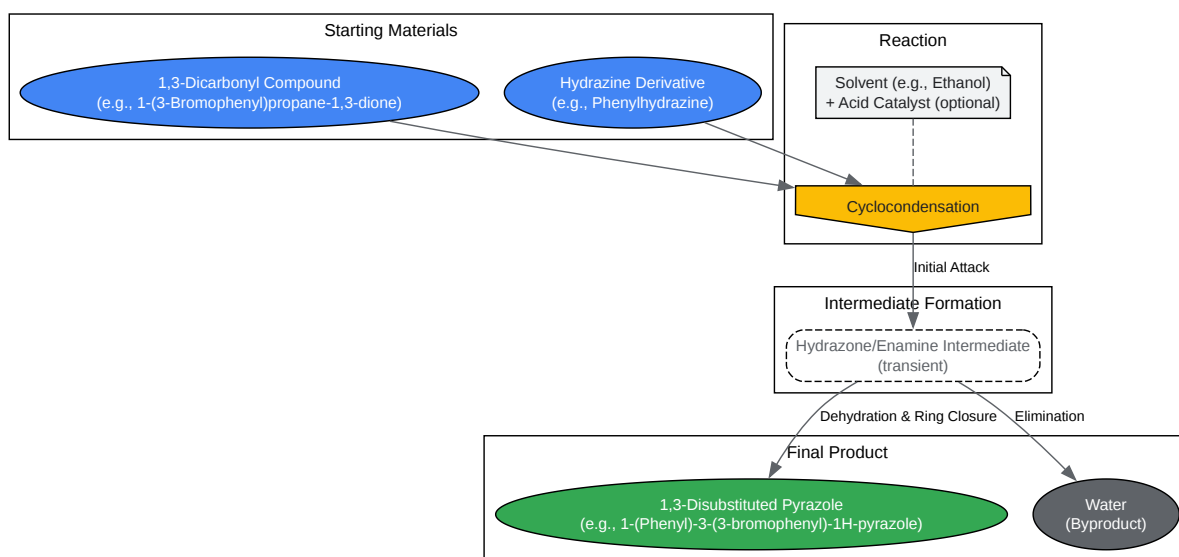 Starting Materials
1,3-Dicarbonyl Compound
(e.g., 1-(3-Bromophenyl)propane-1,3-dione)
Hydrazine Derivative
(e.g., Phenylhydrazine)
Reaction
Solvent (e.g., Ethanol)
+ Acid Catalyst (optional)
Cyclocondensation
Initial Attack
Intermediate Formation
Hydrazone/Enamine Intermediate
(transient)
Dehydration & Ring Closure
Elimination
Final Product
1,3-Disubstituted Pyrazole
(e.g., 1-(Phenyl)-3-(3-bromophenyl)-1H-pyrazole)
Water
(Byproduct)